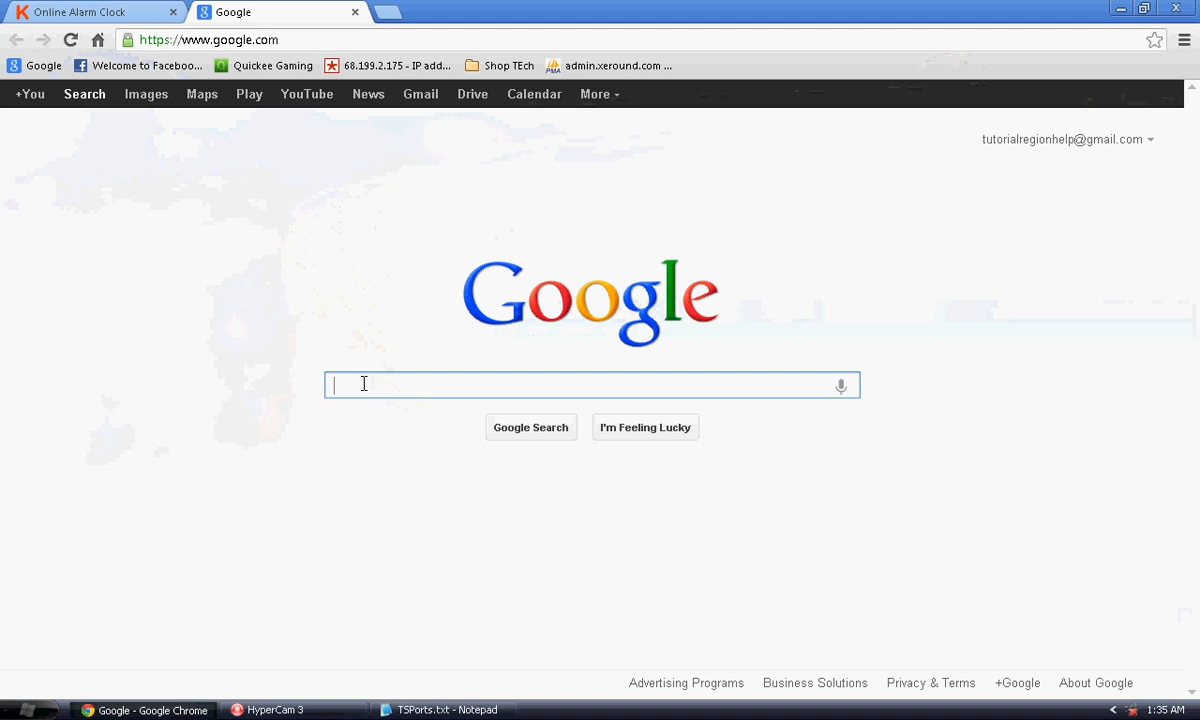 Online Alarm Clock
Google
https://www.google.com
Google Welcome to Faceboo... Quickee Gaming 68.199.2.175 - IP add... Shop TEch admin.xeround.com ...
+You Search Images Maps Play YouTube News Gmail Drive Calendar More
tutorialregionhelp@gmail.com
Google
Google Search I'm Feeling Lucky
Advertising Programs Business Solutions Privacy & Terms +Google About Google
Google - Google Chrome HyperCam 3 TSPorts.txt - Notepad 1:35 AM